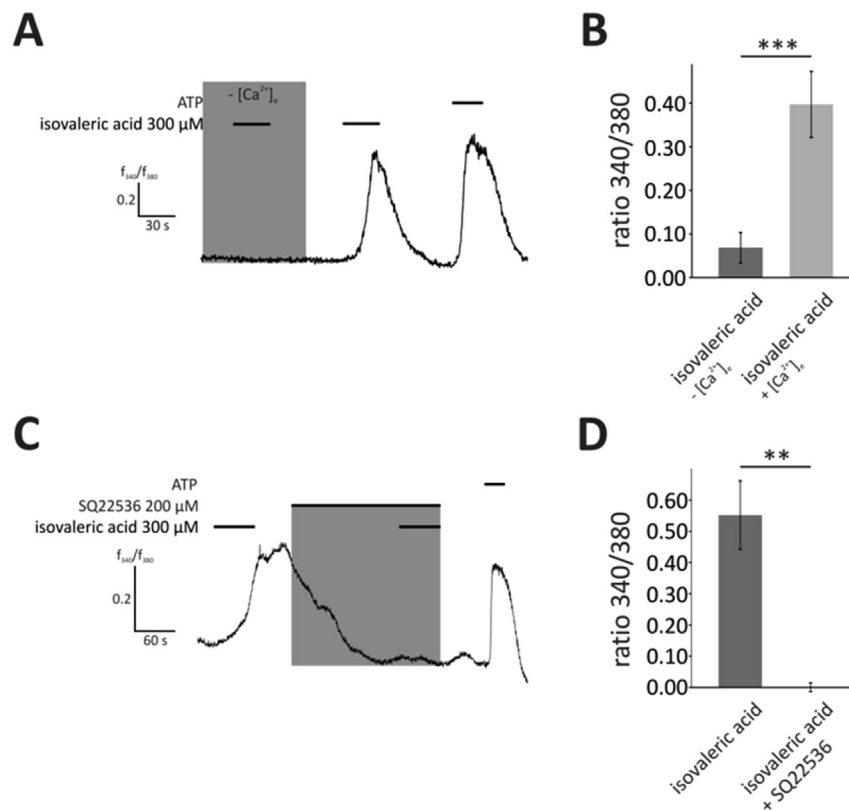 A
- [Ca²⁺]ₑ
ATP
isovaleric acid 300 µM
f₃₄₀/f₃₈₀
0.2
30 s
B
***
ratio 340/380
0.40
0.30
0.20
0.10
0.00
isovaleric acid
- [Ca²⁺]ₑ
isovaleric acid
+ [Ca²⁺]ₑ
C
ATP
SQ22536 200 µM
isovaleric acid 300 µM
f₃₄₀/f₃₈₀
0.2
60 s
D
**
ratio 340/380
0.60
0.50
0.40
0.30
0.20
0.10
0.00
isovaleric acid
isovaleric acid
+ SQ22536